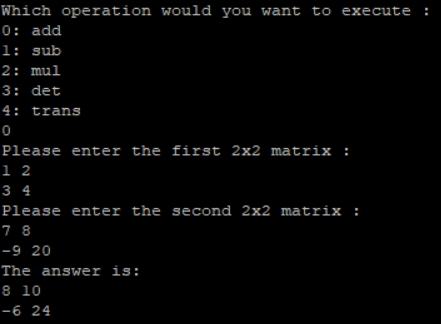 Which operation would you want to execute :
0: add
1: sub
2: mul
3: det
4: trans
0
Please enter the first 2x2 matrix :
1 2
3 4
Please enter the second 2x2 matrix :
7 8
-9 20
The answer is:
8 10
-6 24